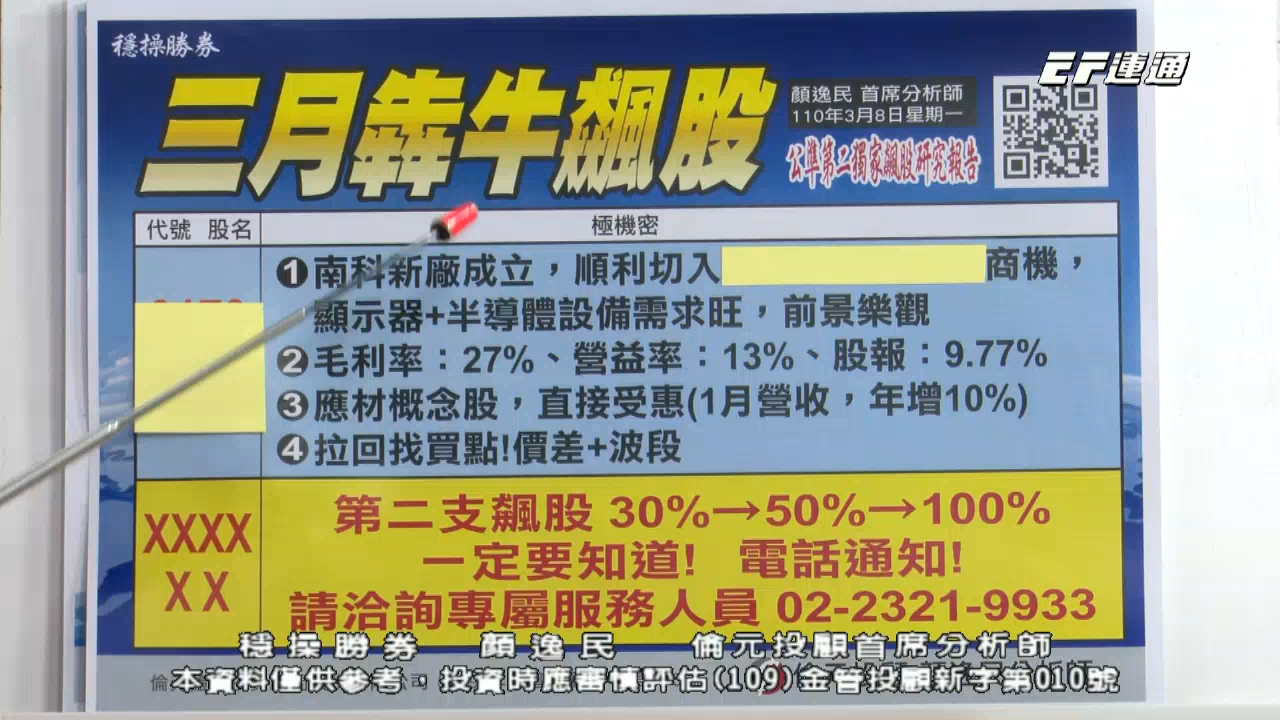 穩操勝券
EF運通
三月犇牛飆股
顏逸民 首席分析師
110年3月8日星期一
公準第二獨家飆股研究報告
代號 股名
極機密
❶南科新廠成立，順利切入 商機，
顯示器+半導體設備需求旺，前景樂觀
❷毛利率：27%、營益率：13%、股報：9.77%
❸應材概念股，直接受惠(1月營收，年增10%)
❹拉回找買點!價差+波段
XXXX
XX
第二支飆股 30%→50%→100%
一定要知道! 電話通知!
請洽詢專屬服務人員 02-2321-9933
穩操勝券 顏逸民 倫元投顧首席分析師
本資料僅供參考，投資時應審慎評估(109)金管投顧新字第010號